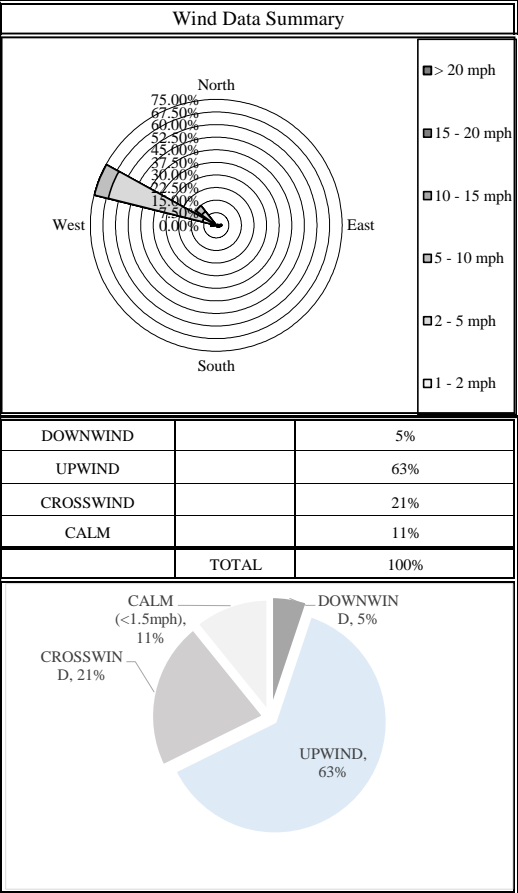 Wind Data Summary
North
75.00%
67.50%
60.00%
52.50%
45.00%
37.50%
30.00%
22.50%
15.00%
7.50%
0.00%
West
East
South
> 20 mph
15 - 20 mph
10 - 15 mph
5 - 10 mph
2 - 5 mph
1 - 2 mph
DOWNWIND 5%
UPWIND 63%
CROSSWIND 21%
CALM 11%
TOTAL 100%
CALM
(<1.5mph),
11%
DOWNWIN
D, 5%
CROSSWIN
D, 21%
UPWIND,
63%